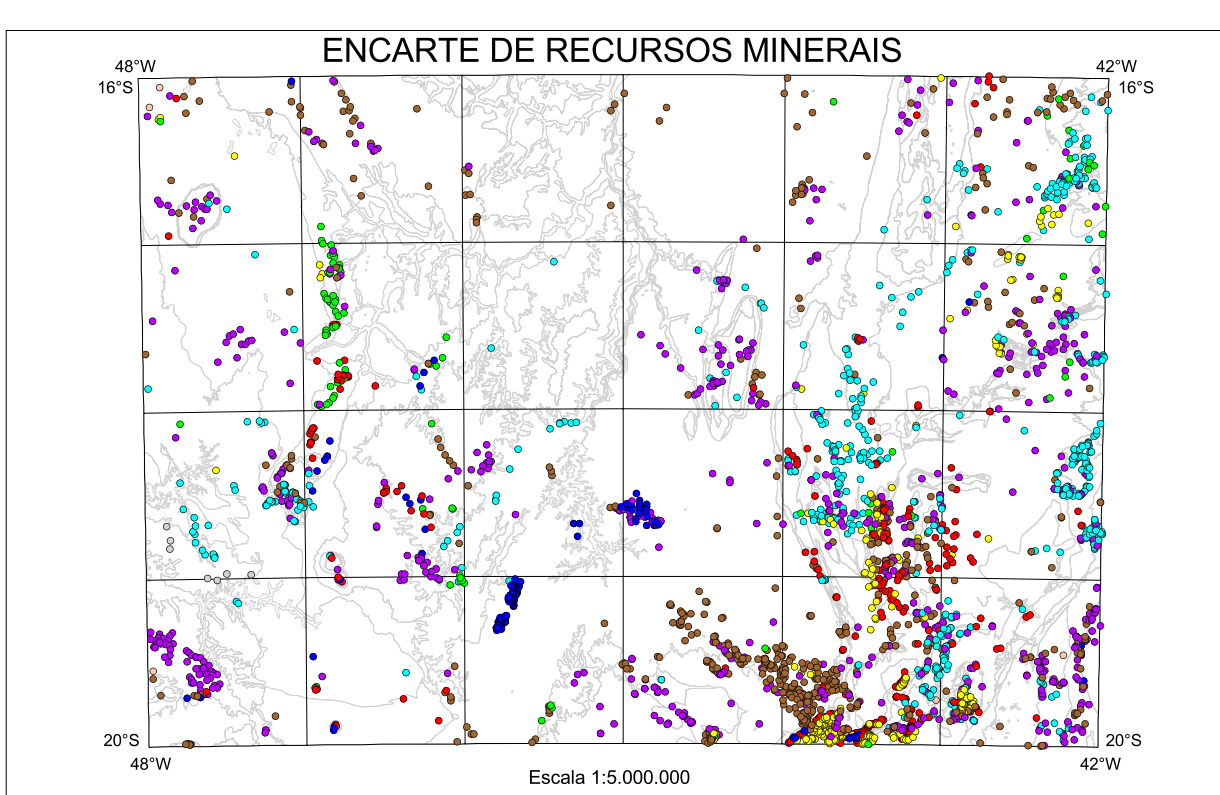 ENCARTE DE RECURSOS MINERAIS
48°W
42°W
16°S
16°S
20°S
20°S
48°W
42°W
Escala 1:5.000.000